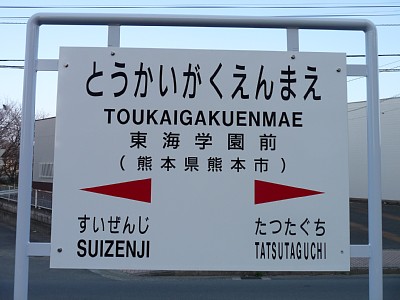 とうかいがくえんまえ
TOUKAIGAKUENMAE
東海学園前
（熊本県熊本市）
すいぜんじ たつたぐち
SUIZENJI TATSUTAGUCHI